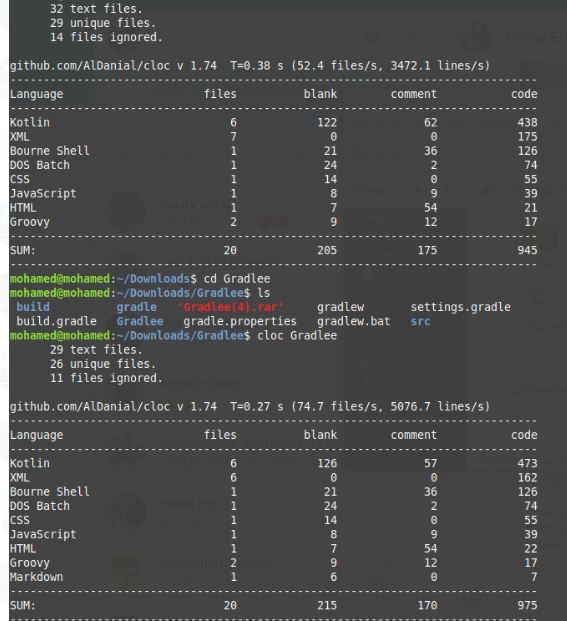 32 text files.
29 unique files.
14 files ignored.
github.com/AlDanial/cloc v 1.74 T=0.38 s (52.4 files/s, 3472.1 lines/s)
-------------------------------------------------------------------------------
Language files blank comment code
-------------------------------------------------------------------------------
Kotlin 6 122 62 438
XML 7 0 0 175
Bourne Shell 1 21 36 126
DOS Batch 1 24 2 74
CSS 1 14 0 55
JavaScript 1 8 9 39
HTML 1 7 54 21
Groovy 2 9 12 17
-------------------------------------------------------------------------------
SUM: 20 205 175 945
-------------------------------------------------------------------------------
mohamed@mohamed:~/Downloads$ cd Gradlee
mohamed@mohamed:~/Downloads/Gradlee$ ls
build gradle 'Gradlee(4).rar' gradlew settings.gradle
build.gradle Gradlee gradle.properties gradlew.bat src
mohamed@mohamed:~/Downloads/Gradlee$ cloc Gradlee
29 text files.
26 unique files.
11 files ignored.
github.com/AlDanial/cloc v 1.74 T=0.27 s (74.7 files/s, 5076.7 lines/s)
-------------------------------------------------------------------------------
Language files blank comment code
-------------------------------------------------------------------------------
Kotlin 6 126 57 473
XML 6 0 0 162
Bourne Shell 1 21 36 126
DOS Batch 1 24 2 74
CSS 1 14 0 55
JavaScript 1 8 9 39
HTML 1 7 54 22
Groovy 2 9 12 17
Markdown 1 6 0 7
-------------------------------------------------------------------------------
SUM: 20 215 170 975
-------------------------------------------------------------------------------